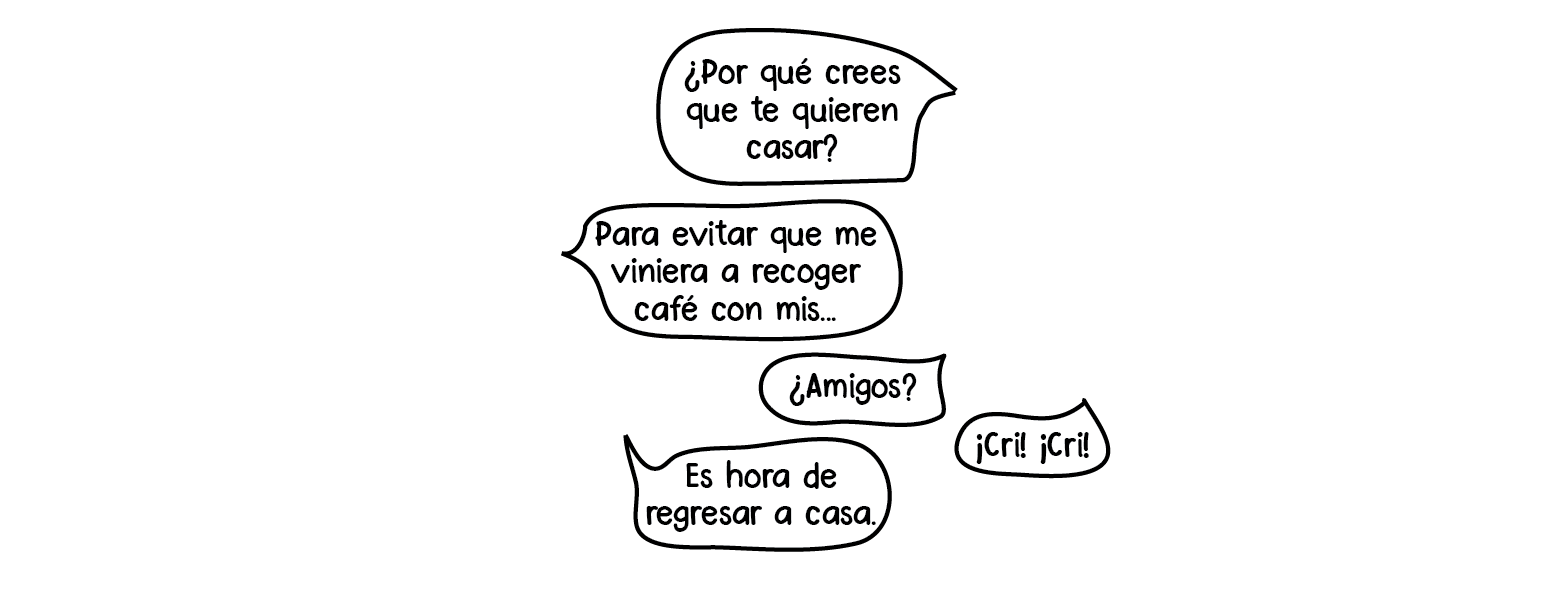 ¿Por qué crees
que te quieren
casar?
Para evitar que me
viniera a recoger
café con mis...
¿Amigos?
¡Cri! ¡Cri!
Es hora de
regresar a casa.